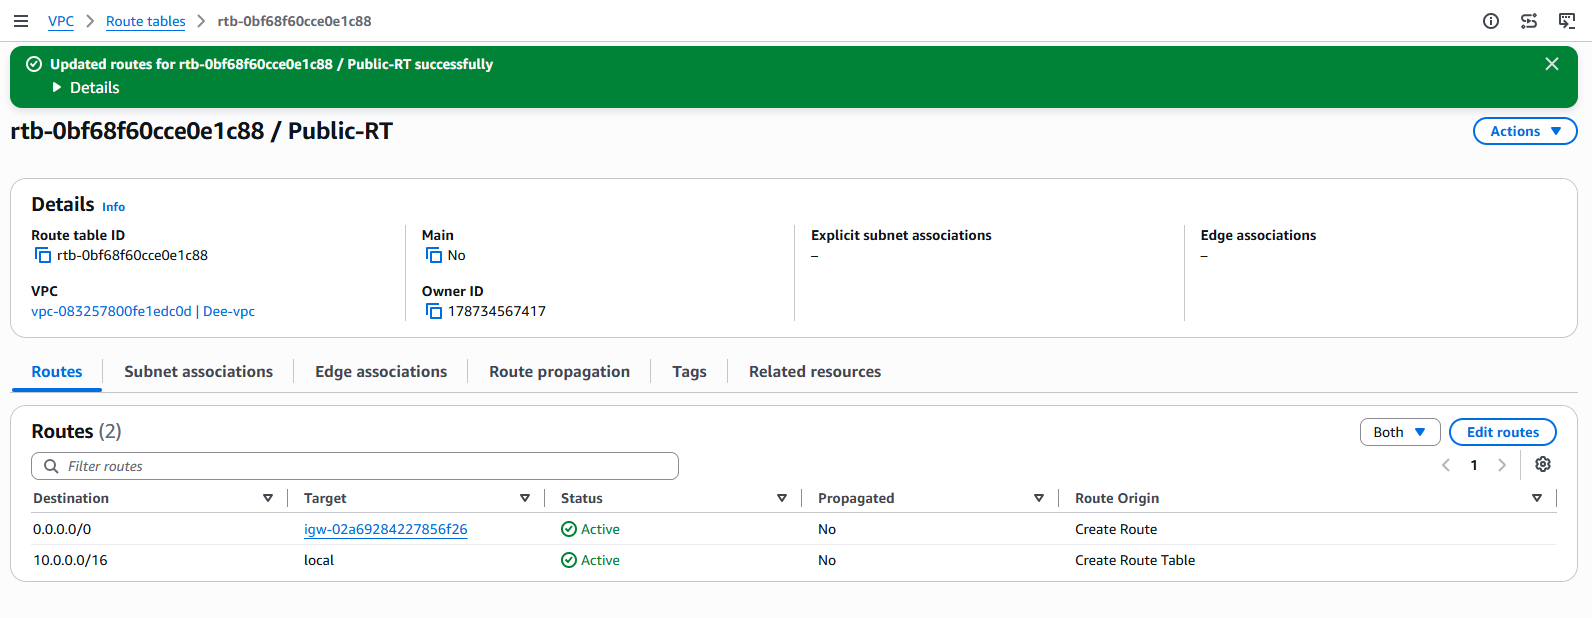 VPC > Route tables > rtb-0bf68f60cce0e1c88
Updated routes for rtb-0bf68f60cce0e1c88 / Public-RT successfully
Details
rtb-0bf68f60cce0e1c88 / Public-RT
Actions
Details Info
Route table ID
rtb-0bf68f60cce0e1c88
Main
No
Explicit subnet associations
–
Edge associations
–
VPC
vpc-083257800fe1edc0d | Dee-vpc
Owner ID
178734567417
Routes Subnet associations Edge associations Route propagation Tags Related resources
Routes (2)
Both Edit routes
Filter routes
1
Destination Target Status Propagated Route Origin
0.0.0.0/0 igw-02a69284227856f26 Active No Create Route
10.0.0.0/16 local Active No Create Route Table